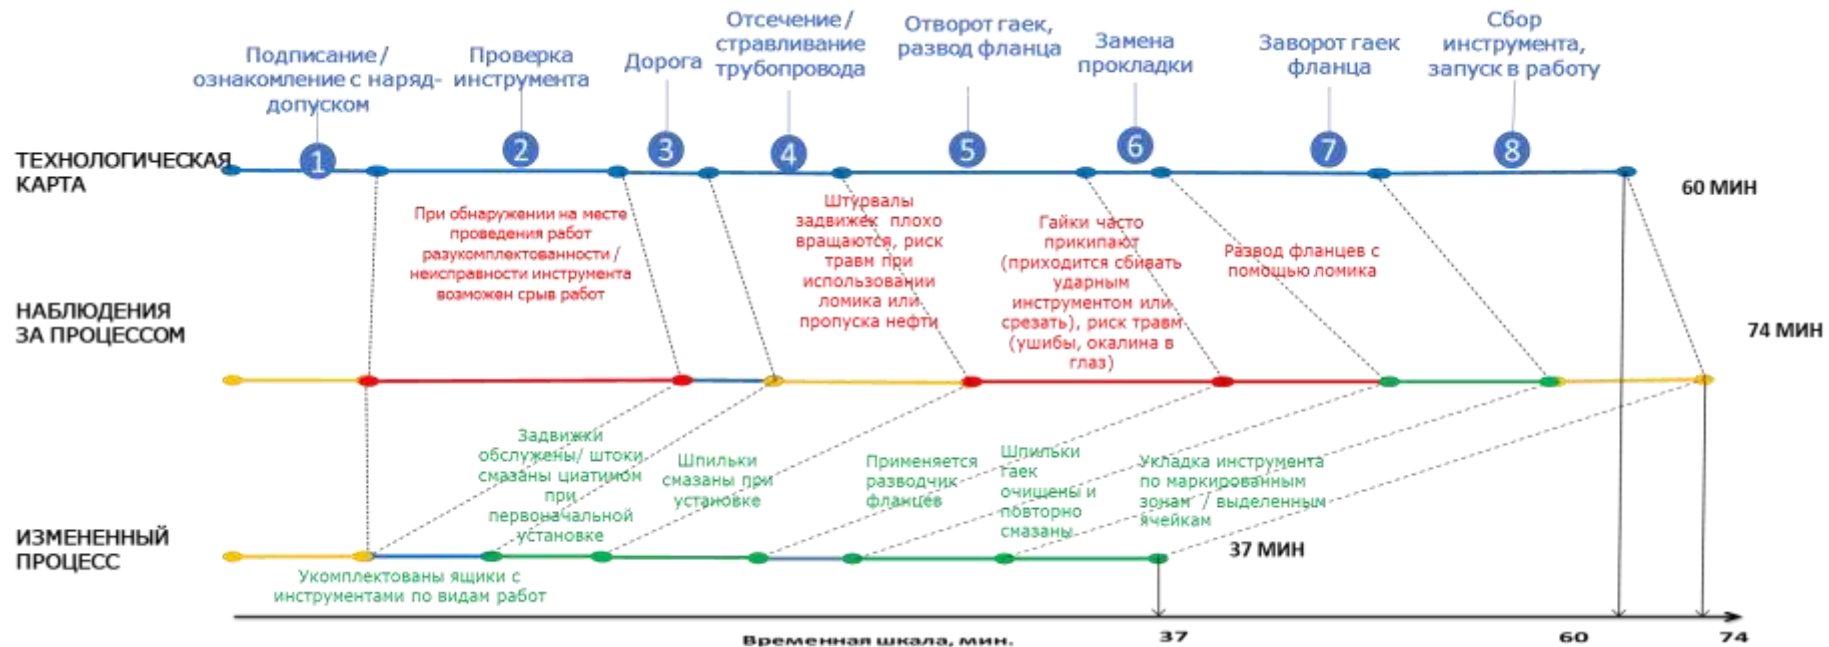 Подписание/
ознакомление с наряд-
допуском
Проверка
инструмента
Дорога
Отсечение/
стравливание
трубопровода
Отворот гаек,
развод фланца
Замена
прокладки
Заворот гаек
фланца
Сбор
инструмента,
запуск в работу
1
2
3
4
5
6
7
8
ТЕХНОЛОГИЧЕСКАЯ
КАРТА
60 МИН
При обнаружении на месте
проведения работ
разукомплектованности/
неисправности инструмента
возможен срыв работ
Штурвалы
задвижек плохо
вращаются, риск
травм при
использовании
ломика или
пропуска нефти
Гайки часто
прикипают
(приходится сбивать
ударным
инструментом или
срезать), риск травм
(ушибы, окалина в
глаз)
Развод фланцев с
помощью ломика
НАБЛЮДЕНИЯ
ЗА ПРОЦЕССОМ
74 МИН
Задвижки
обслужены/ штоки
смазаны циатимом
при
первоначальной
установке
Шпильки
смазаны при
установке
Применяется
разводчик
фланцев
Шпильки
гаек
очищены и
повторно
смазаны
Укладка инструмента
по маркированным
зонам / выделенным
ячейкам
ИЗМЕНЕННЫЙ
ПРОЦЕСС
37 МИН
Укомплектованы ящики с
инструментами по видам работ
Временная шкала, мин.
37
60
74